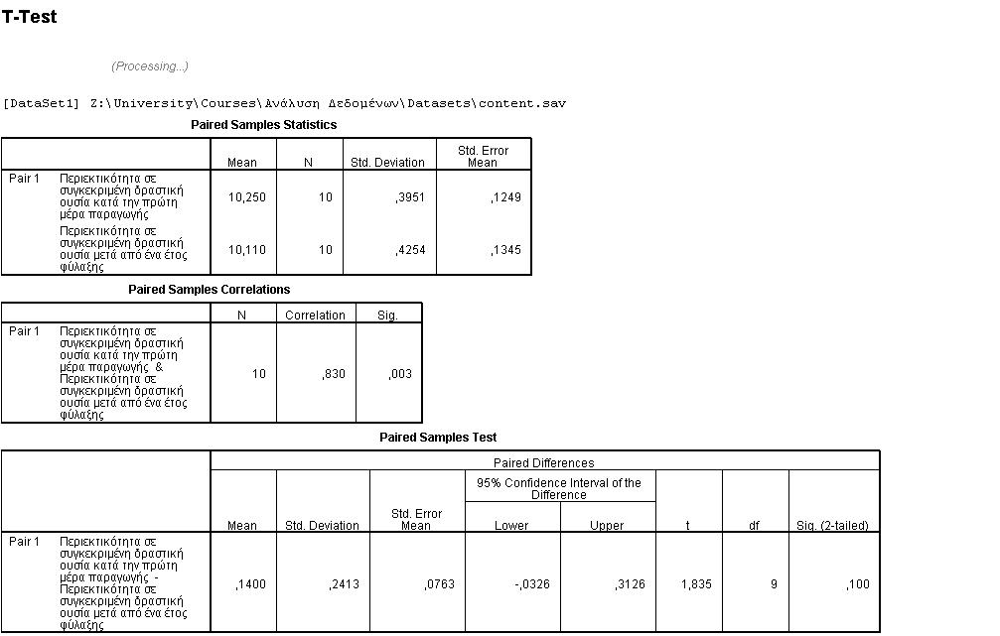 T-Test
(Processing...)
[DataSet1] Z:\University\Courses\Ανάλυση Δεδομένων\Datasets\content.sav
Paired Samples Statistics
Mean N Std. Deviation Std. Error
Mean
Pair 1 Περιεκτικότητα σε
συγκεκριμένη δραστική
ουσία κατά την πρώτη
μέρα παραγωγής
10,250 10 ,3951 ,1249
Περιεκτικότητα σε
συγκεκριμένη δραστική
ουσία μετά από ένα έτος
φύλαξης
10,110 10 ,4254 ,1345
Paired Samples Correlations
N Correlation Sig.
Pair 1 Περιεκτικότητα σε
συγκεκριμένη δραστική
ουσία κατά την πρώτη
μέρα παραγωγής &
Περιεκτικότητα σε
συγκεκριμένη δραστική
ουσία μετά από ένα έτος
φύλαξης
10 ,830 ,003
Paired Samples Test
Paired Differences
95% Confidence Interval of the
Difference
Mean Std. Deviation Std. Error
Mean Lower Upper t df Sig. (2-tailed)
Pair 1 Περιεκτικότητα σε
συγκεκριμένη δραστική
ουσία κατά την πρώτη
μέρα παραγωγής -
Περιεκτικότητα σε
συγκεκριμένη δραστική
ουσία μετά από ένα έτος
φύλαξης
,1400 ,2413 ,0763 -,0326 ,3126 1,835 9 ,100